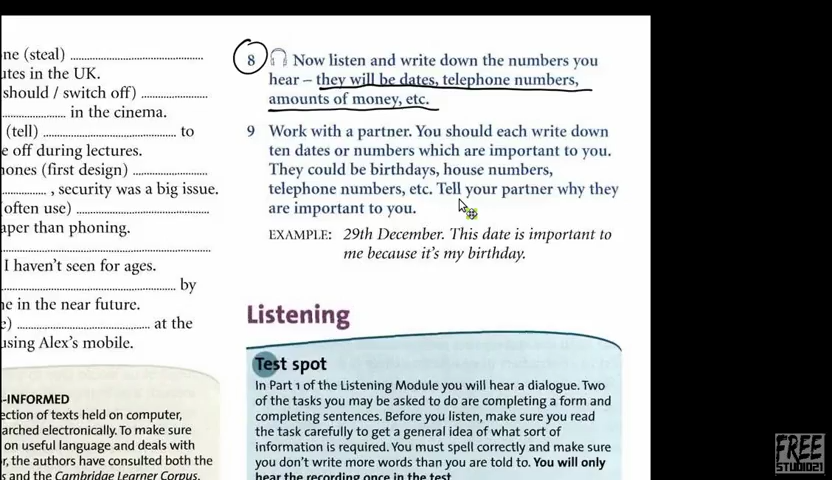 ne (steal) ........................................
utes in the UK.
should / switch off) ....................
........................... in the cinema.
(tell) ........................................ to
e off during lectures.
hones (first design) ....................
............. , security was a big issue.
often use) ........................................
aper than phoning.
............................................................
I haven't seen for ages.
.................................................... by
e in the near future.
e) ........................................ at the
using Alex's mobile.
-INFORMED
ection of texts held on computer,
arched electronically. To make sure
on useful language and deals with
r, the authors have consulted both the
s and the Cambridge Learner Corpus.
8 Now listen and write down the numbers you
hear – they will be dates, telephone numbers,
amounts of money, etc.
9 Work with a partner. You should each write down
ten dates or numbers which are important to you.
They could be birthdays, house numbers,
telephone numbers, etc. Tell your partner why they
are important to you.
EXAMPLE: 29th December. This date is important to
me because it's my birthday.
Listening
Test spot
In Part 1 of the Listening Module you will hear a dialogue. Two
of the tasks you may be asked to do are completing a form and
completing sentences. Before you listen, make sure you read
the task carefully to get a general idea of what sort of
information is required. You must spell correctly and make sure
you don't write more words than you are told to. You will only
hear the recording once in the test.
FREE
STUDIO21